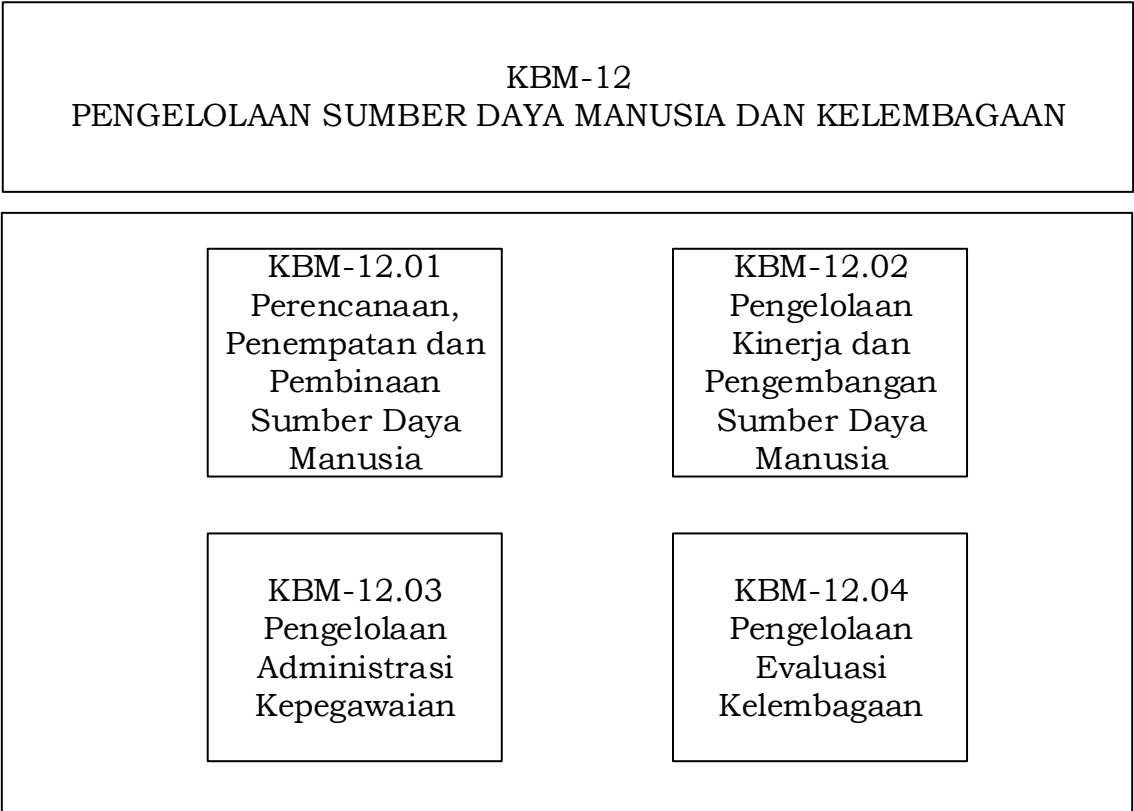 KBM-12
PENGELOLAAN SUMBER DAYA MANUSIA DAN KELEMBAGAAN
KBM-12.01
Perencanaan,
Penempatan dan
Pembinaan
Sumber Daya
Manusia
KBM-12.02
Pengelolaan
Kinerja dan
Pengembangan
Sumber Daya
Manusia
KBM-12.03
Pengelolaan
Administrasi
Kepegawaian
KBM-12.04
Pengelolaan
Evaluasi
Kelembagaan